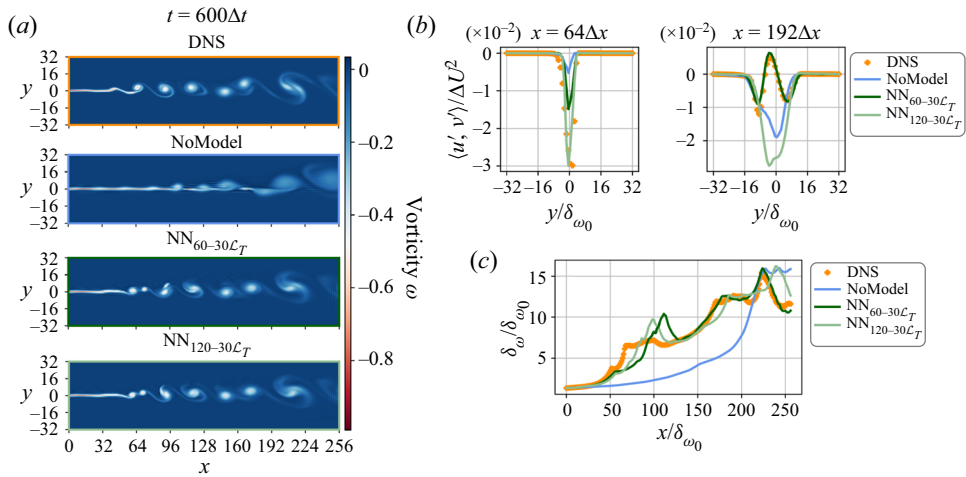 (a)
t = 600Δt
DNS
32
16
y 0
−16
−32
NoModel
32
16
y 0
−16
−32
NN60–30ℒT
32
16
y 0
−16
−32
NN120–30ℒT
32
16
y 0
−16
−32
0 32 64 96 128 160 192 224 256
x
0
−0.2
−0.4
−0.6
−0.8
Vorticity ω
(b)
(×10−2) x = 64Δx
0
−1
−2
−3
⟨u′, v′⟩/ΔU2
−32 −16 0 16 32
y/δω0
(×10−2) x = 192Δx
0
−1
−2
−32 −16 0 16 32
y/δω0
DNS
NoModel
NN60–30ℒT
NN120–30ℒT
(c)
15
10
5
δω/δω0
0 50 100 150 200 250
x/δω0
DNS
NoModel
NN60–30ℒT
NN120–30ℒT